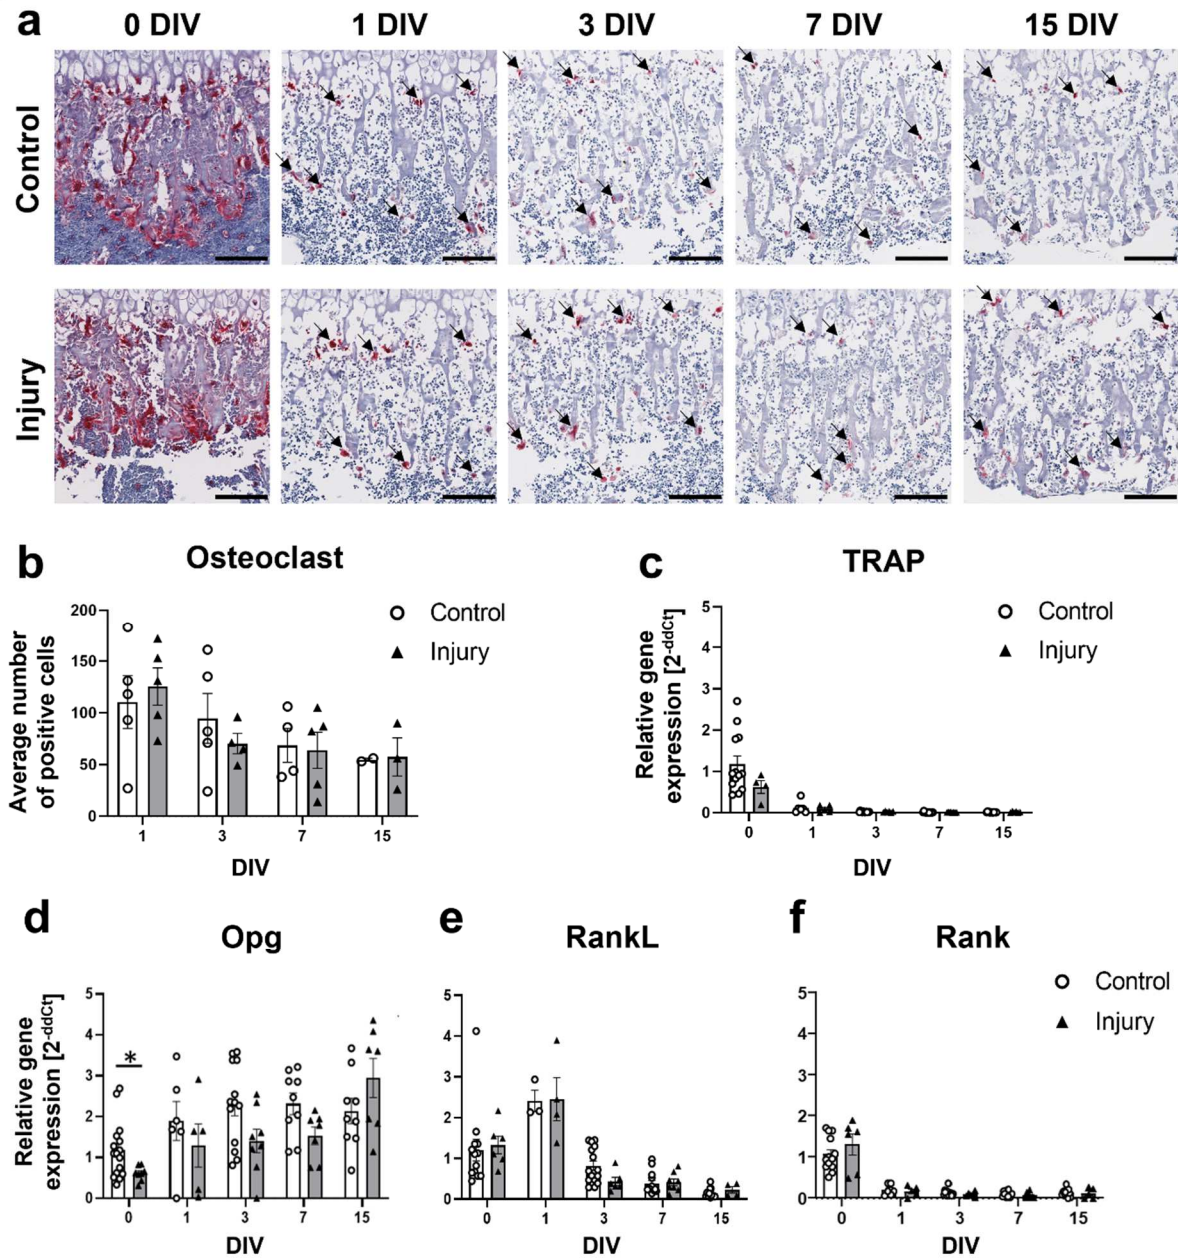 a
0 DIV 1 DIV 3 DIV 7 DIV 15 DIV
Control
Injury
b
Osteoclast
Average number
of positive cells
200
150
100
50
0
1 3 7 15
DIV
Control
Injury
c
TRAP
Relative gene
expression [2^-ddCt]
5
4
3
2
1
0
0 1 3 7 15
DIV
Control
Injury
d
Opg
Relative gene
expression [2^-ddCt]
5
4
3
2
1
0
*
0 1 3 7 15
DIV
e
RankL
5
4
3
2
1
0
0 1 3 7 15
DIV
f
Rank
5
4
3
2
1
0
0 1 3 7 15
DIV
Control
Injury